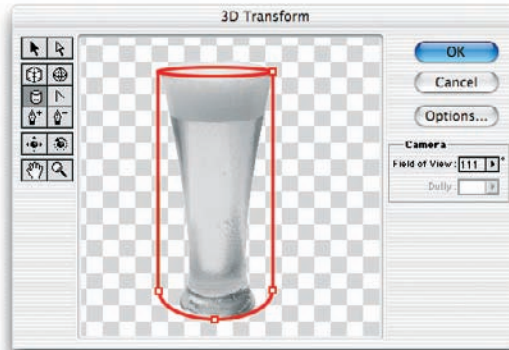 3D Transform
OK
Cancel
Options...
Camera
Field of View: 111 °
Dolly: